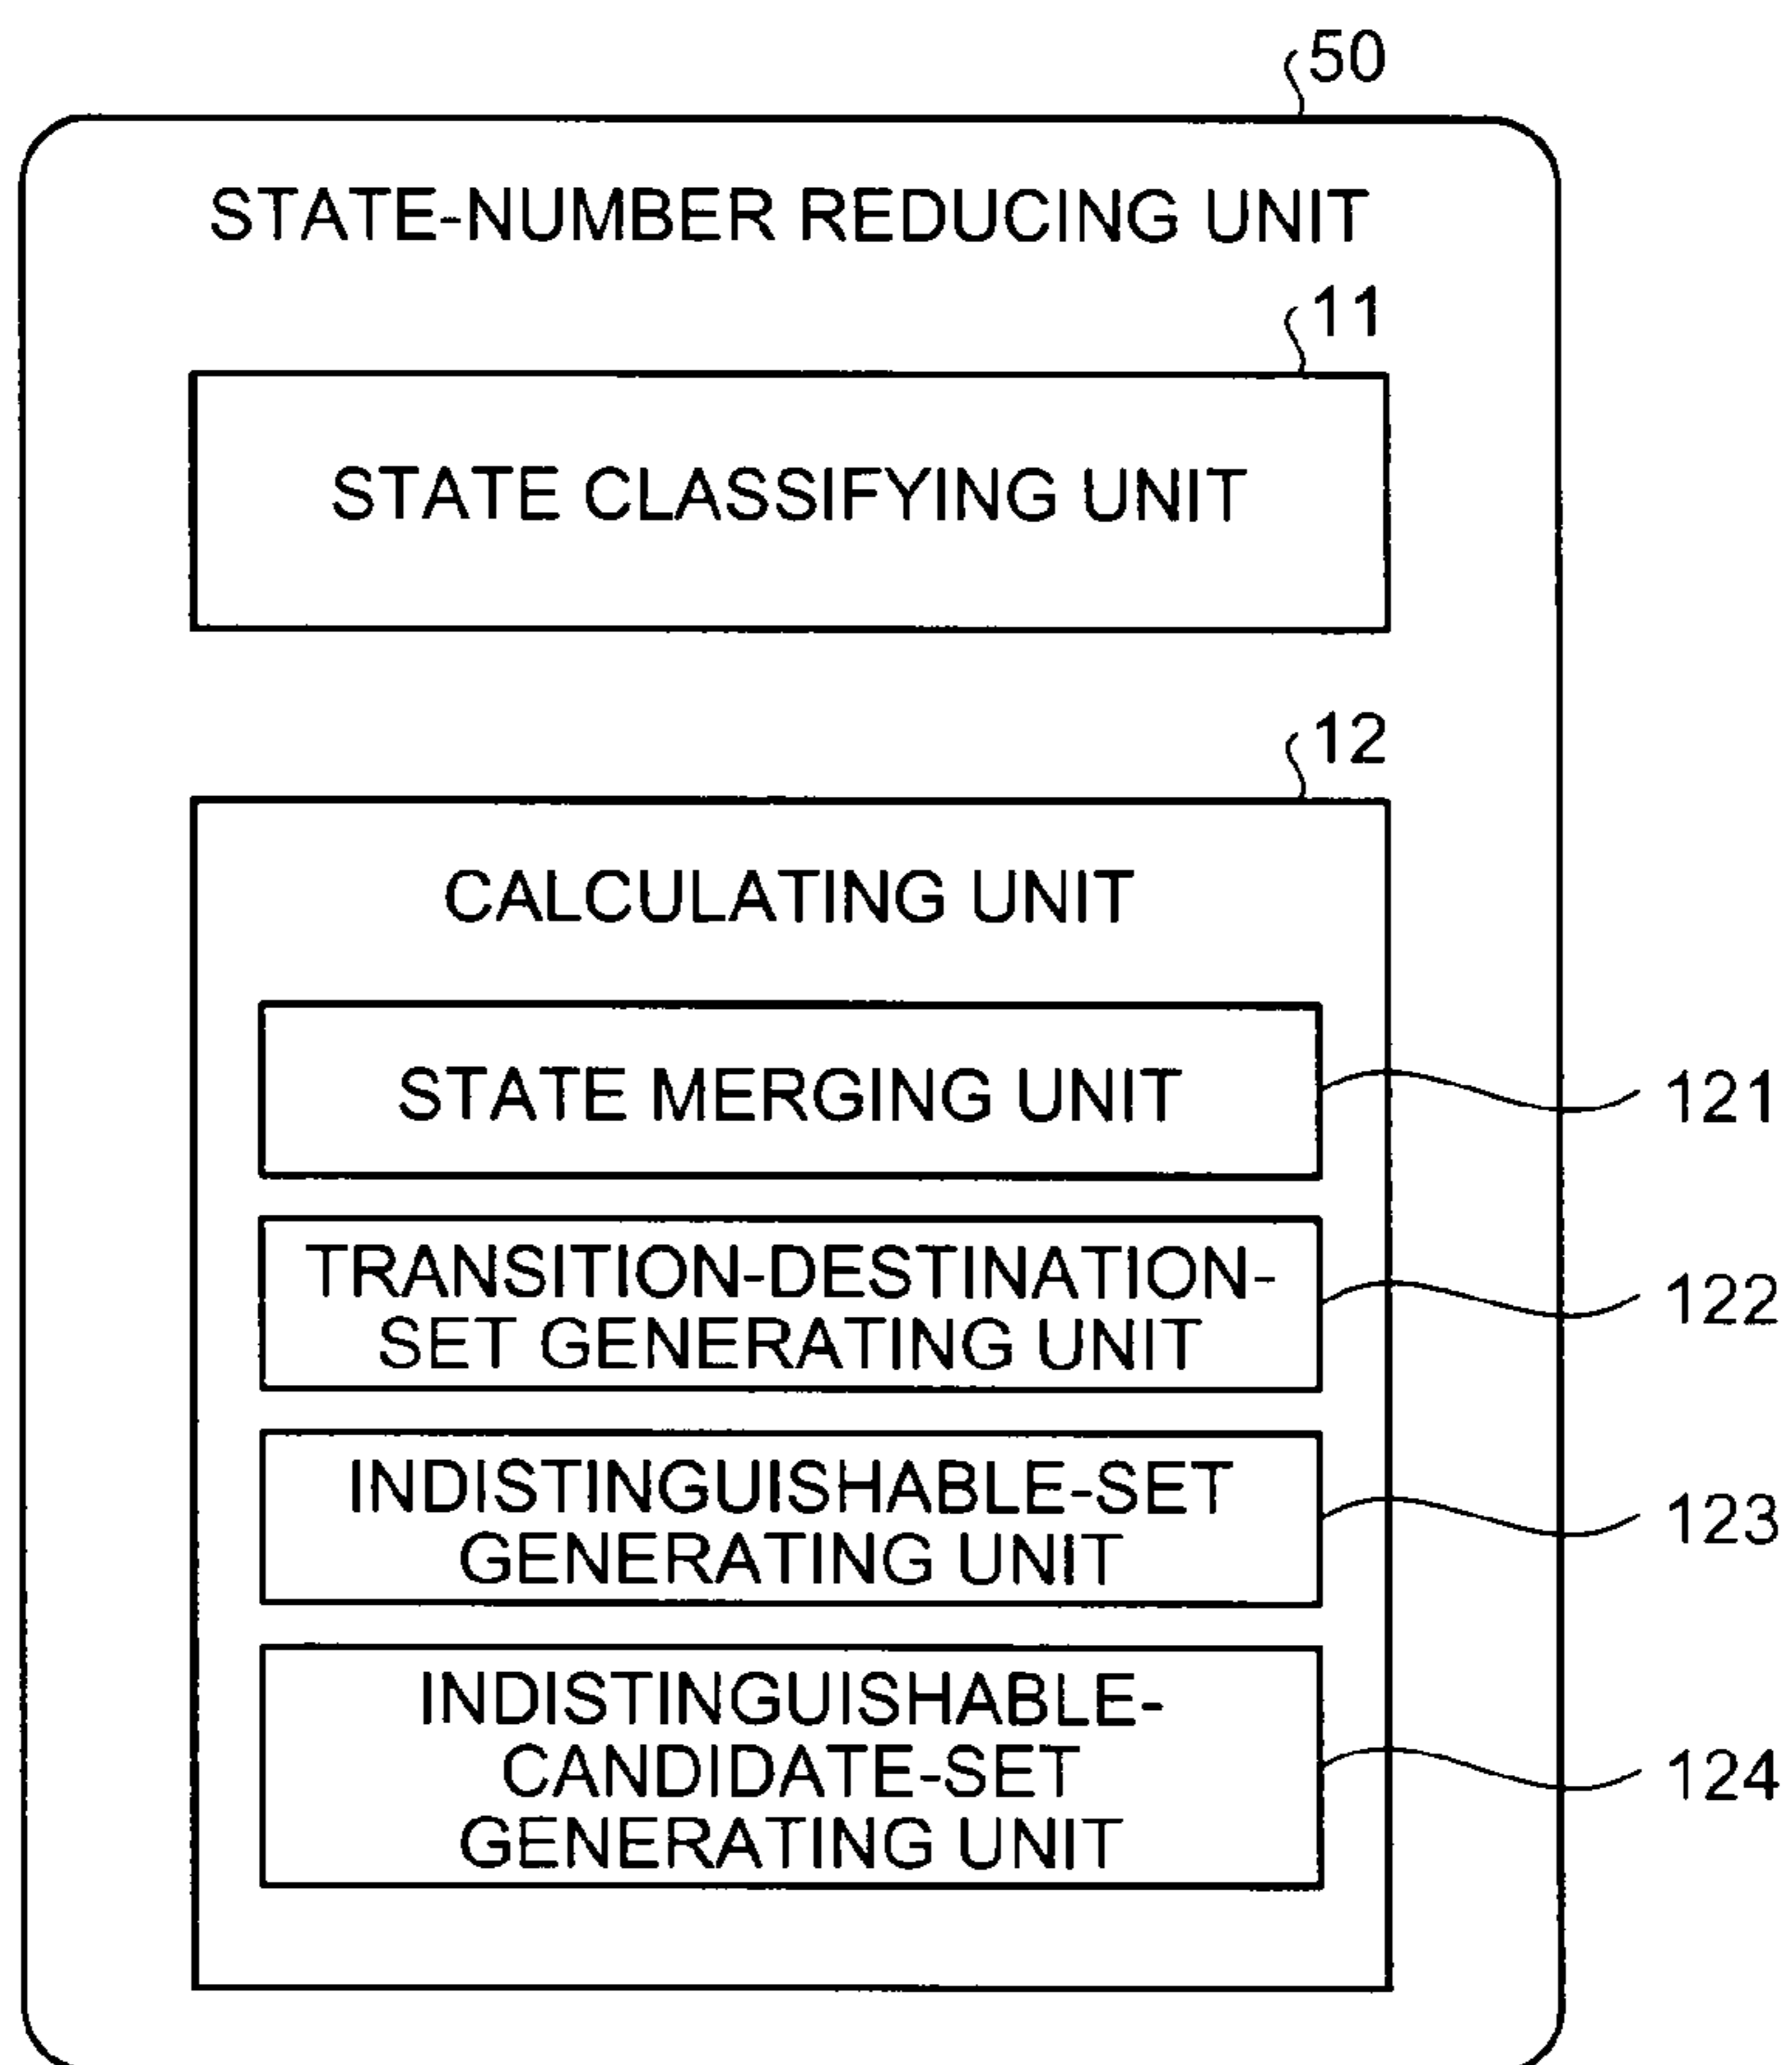 50
STATE-NUMBER REDUCING UNIT
11
STATE CLASSIFYING UNIT
12
CALCULATING UNIT
STATE MERGING UNIT
121
TRANSITION-DESTINATION-
SET GENERATING UNIT
122
INDISTINGUISHABLE-SET
GENERATING UNIT
123
INDISTINGUISHABLE-
CANDIDATE-SET
GENERATING UNIT
124